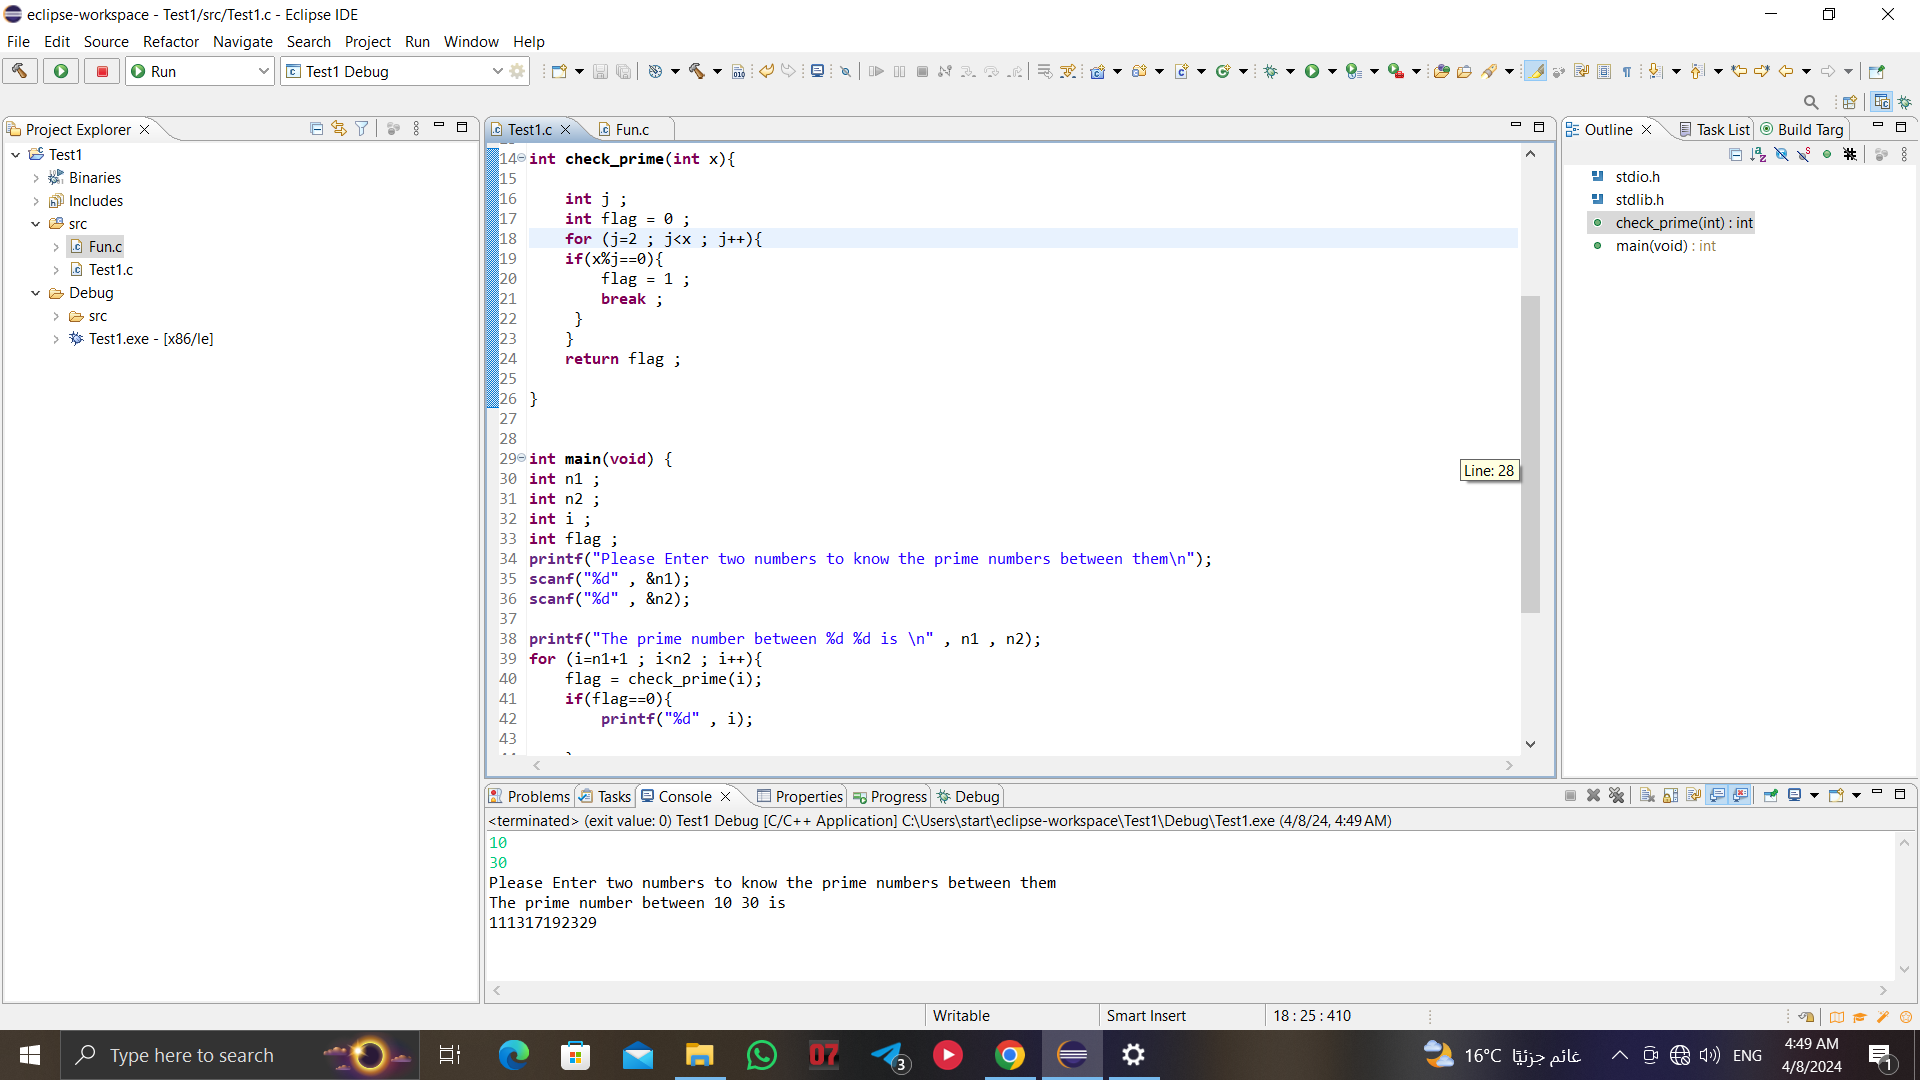 eclipse-workspace - Test1/src/Test1.c - Eclipse IDE
File Edit Source Refactor Navigate Search Project Run Window Help
Run Test1 Debug
Project Explorer
Test1
Binaries
Includes
src
Fun.c
Test1.c
Debug
src
Test1.exe - [x86/le]
Test1.c Fun.c
14 int check_prime(int x){
15
16 int j ;
17 int flag = 0 ;
18 for (j=2 ; j<x ; j++){
19 if(x%j==0){
20 flag = 1 ;
21 break ;
22 }
23 }
24 return flag ;
25
26 }
27
28
29 int main(void) {
30 int n1 ;
31 int n2 ;
32 int i ;
33 int flag ;
34 printf("Please Enter two numbers to know the prime numbers between them\n");
35 scanf("%d" , &n1);
36 scanf("%d" , &n2);
37
38 printf("The prime number between %d %d is \n" , n1 , n2);
39 for (i=n1+1 ; i<n2 ; i++){
40 flag = check_prime(i);
41 if(flag==0){
42 printf("%d" , i);
43
Line: 28
Outline Task List Build Targ
stdio.h
stdlib.h
check_prime(int) : int
main(void) : int
Problems Tasks Console Properties Progress Debug
<terminated> (exit value: 0) Test1 Debug [C/C++ Application] C:\Users\start\eclipse-workspace\Test1\Debug\Test1.exe (4/8/24, 4:49 AM)
10
30
Please Enter two numbers to know the prime numbers between them
The prime number between 10 30 is
111317192329
Writable Smart Insert 18 : 25 : 410
Type here to search
07
3
16°C غائم جزئيًا
ENG
4:49 AM
4/8/2024
1